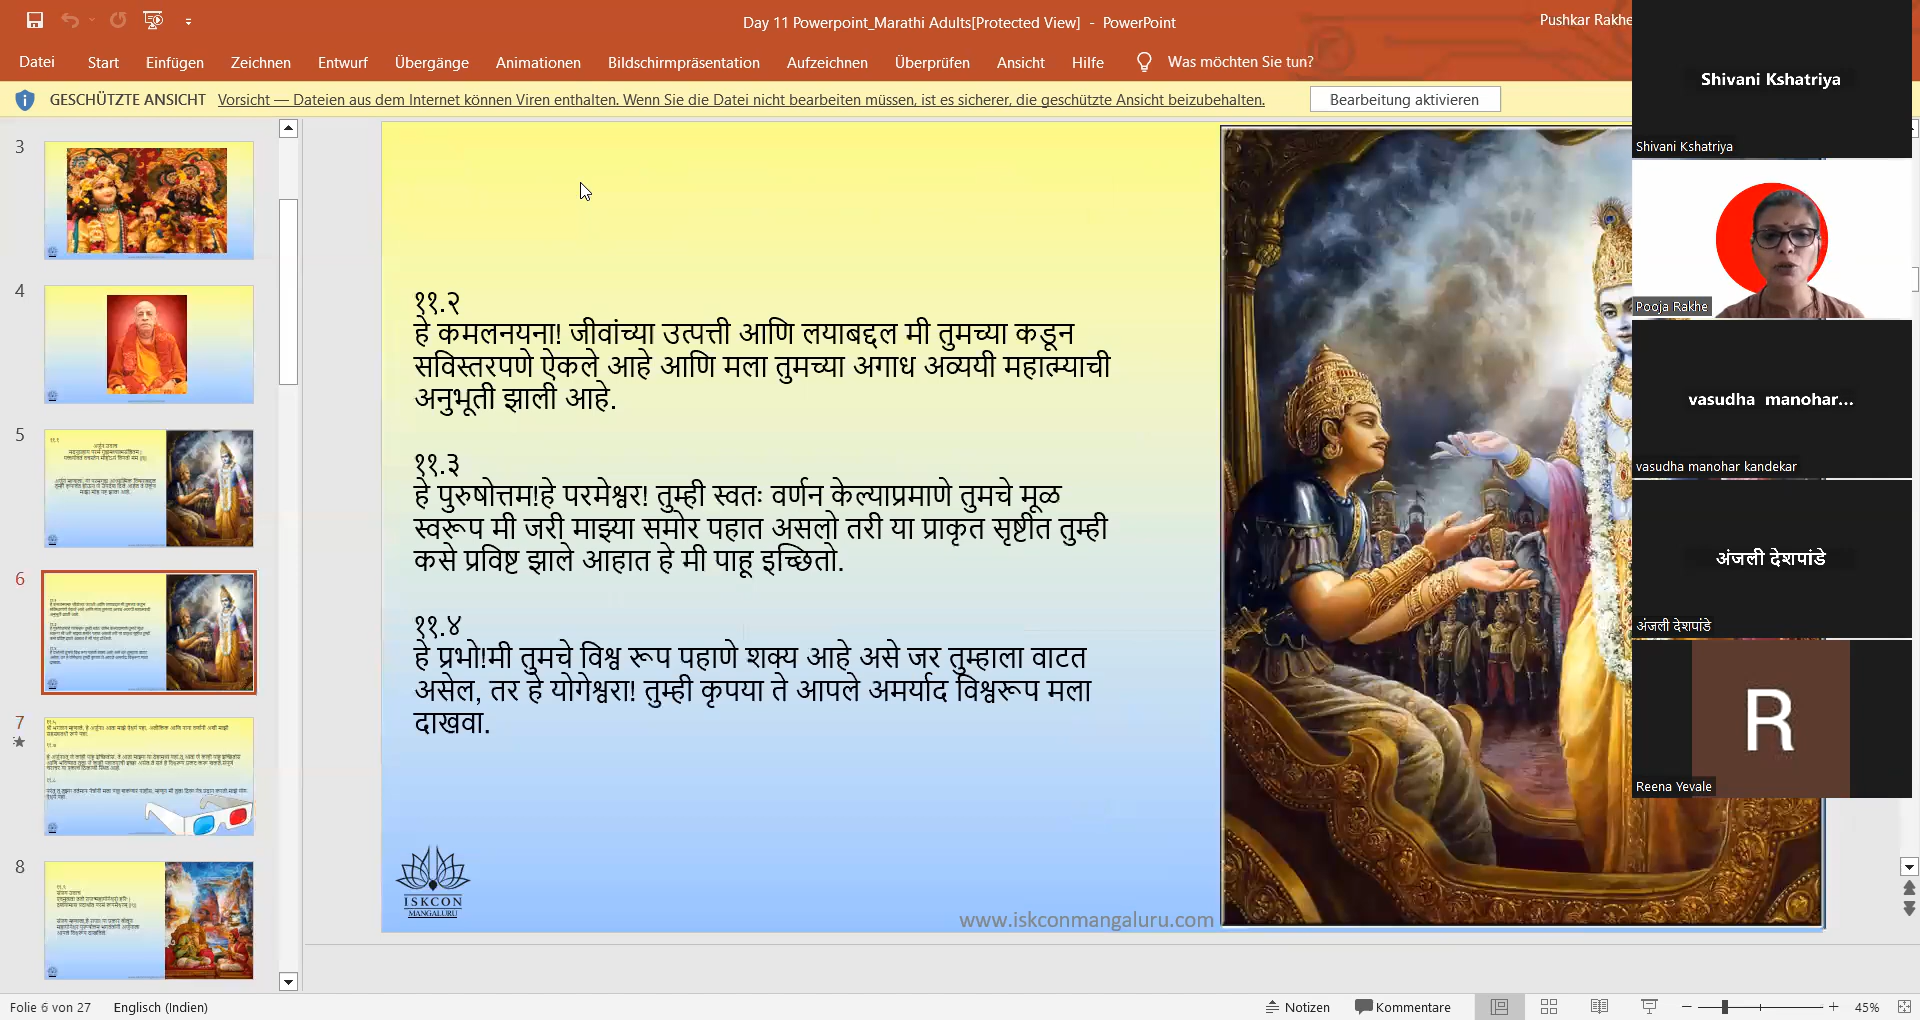 Day 11 Powerpoint_Marathi Adults[Protected View] - PowerPoint
Pushkar Rakhe
Datei Start Einfügen Zeichnen Entwurf Übergänge Animationen Bildschirmpräsentation Aufzeichnen Überprüfen Ansicht Hilfe Was möchten Sie tun?
GESCHÜTZTE ANSICHT Vorsicht — Dateien aus dem Internet können Viren enthalten. Wenn Sie die Datei nicht bearbeiten müssen, ist es sicherer, die geschützte Ansicht beizubehalten. Bearbeitung aktivieren
3
4
5
6
7
8
११.२
हे कमलनयना! जीवांच्या उत्पत्ती आणि लयाबद्दल मी तुमच्या कडून
सविस्तरपणे ऐकले आहे आणि मला तुमच्या अगाध अव्ययी महात्म्याची
अनुभूती झाली आहे.
११.३
हे पुरुषोत्तम!हे परमेश्वर! तुम्ही स्वतः वर्णन केल्याप्रमाणे तुमचे मूळ
स्वरूप मी जरी माझ्या समोर पहात असलो तरी या प्राकृत सृष्टीत तुम्ही
कसे प्रविष्ट झाले आहात हे मी पाहू इच्छितो.
११.४
हे प्रभो!मी तुमचे विश्व रूप पहाणे शक्य आहे असे जर तुम्हाला वाटत
असेल, तर हे योगेश्वरा! तुम्ही कृपया ते आपले अमर्याद विश्वरूप मला
दाखवा.
ISKCON
MANGALURU
www.iskconmangaluru.com
Shivani Kshatriya
Shivani Kshatriya
Pooja Rakhe
vasudha manohar...
vasudha manohar kandekar
अंजली देशपांडे
अंजली देशपांडे
R
Reena Yevale
Folie 6 von 27 Englisch (Indien) Notizen Kommentare 45%